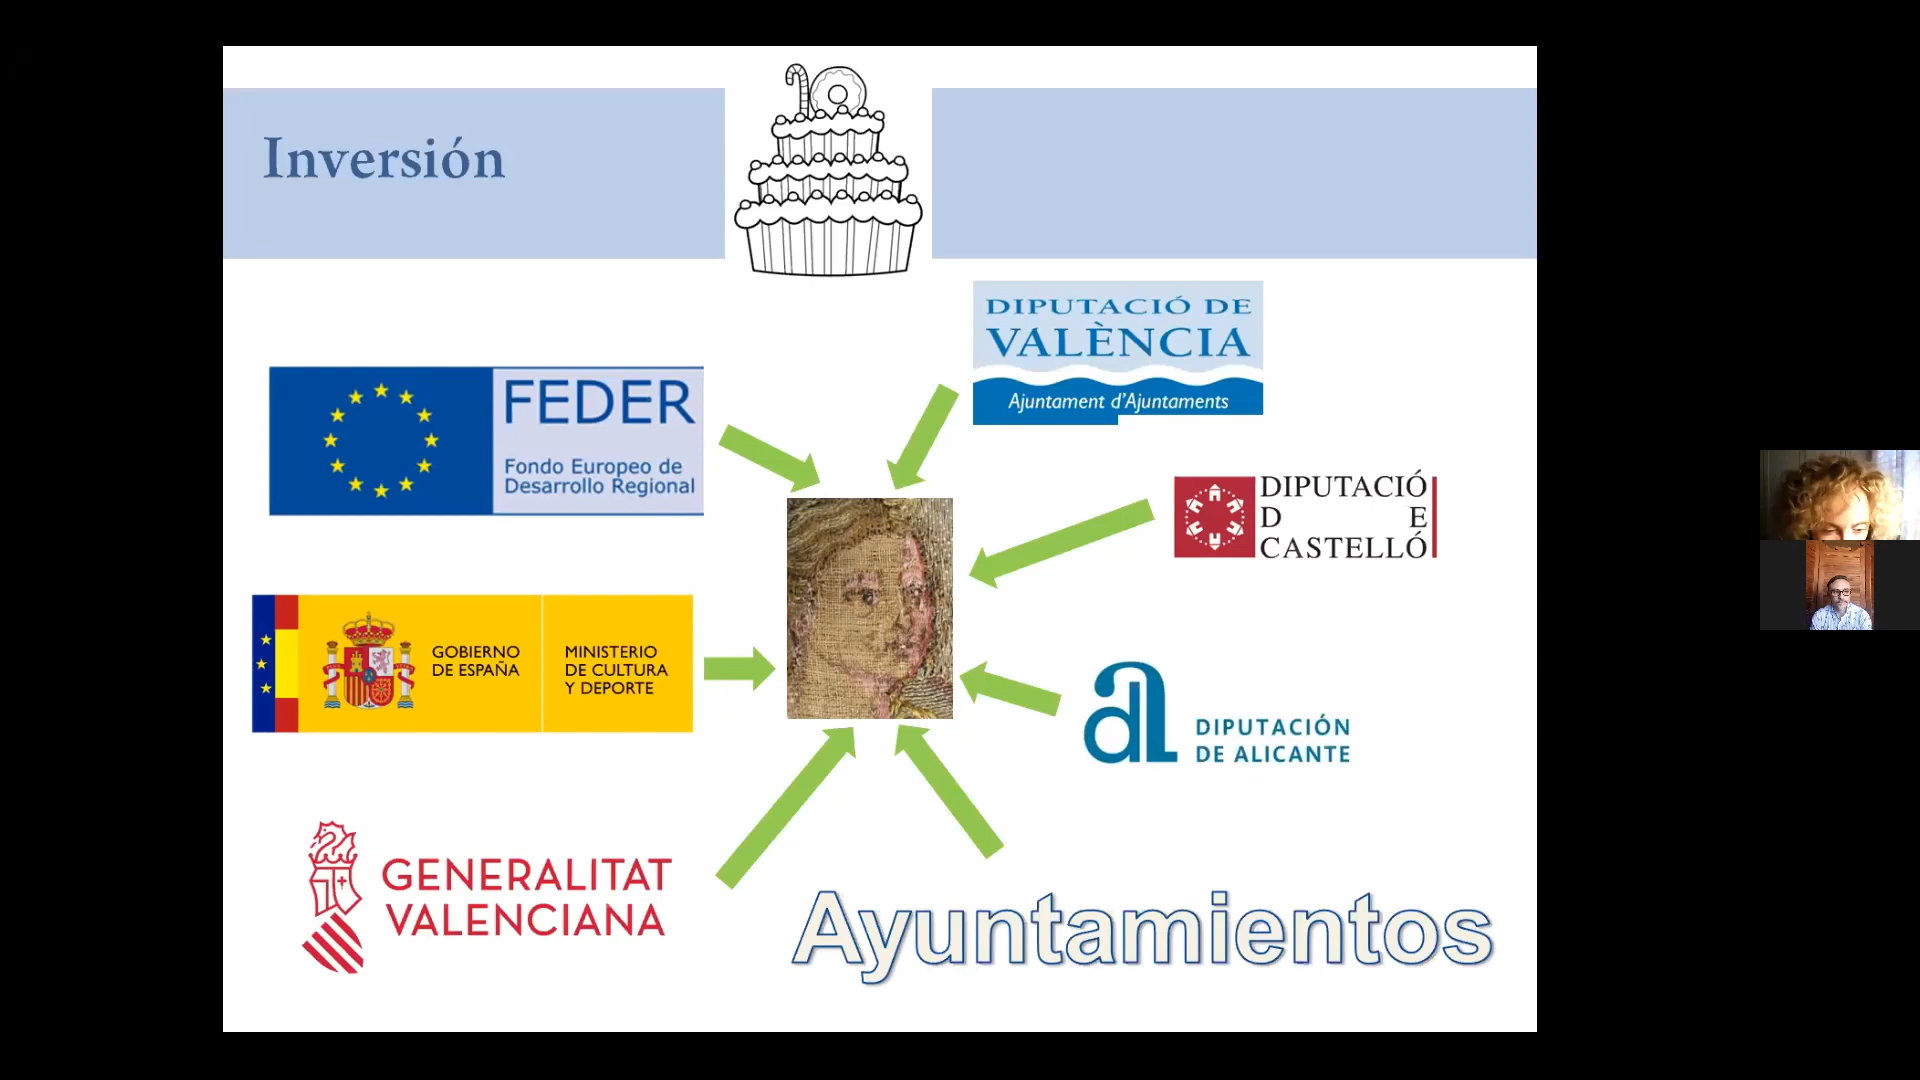 Inversión
DIPUTACIÓ DE
VALÈNCIA
Ajuntament d'Ajuntaments
FEDER
Fondo Europeo de
Desarrollo Regional
DIPUTACIÓ
D E
CASTELLÓ
GOBIERNO
DE ESPAÑA
MINISTERIO
DE CULTURA
Y DEPORTE
DIPUTACIÓN
DE ALICANTE
GENERALITAT
VALENCIANA
Ayuntamientos